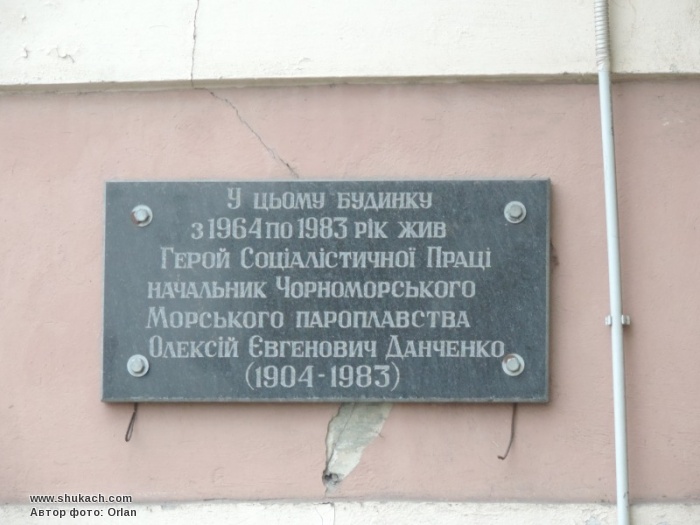 У цьому будинку
з 1964 по 1983 рік жив
Герой Соціалістичної Праці
начальник Чорноморського
Морського пароплавства
Олексій Євгенович Данченко
(1904-1983)
www.shukach.com
Автор фото: Orlan